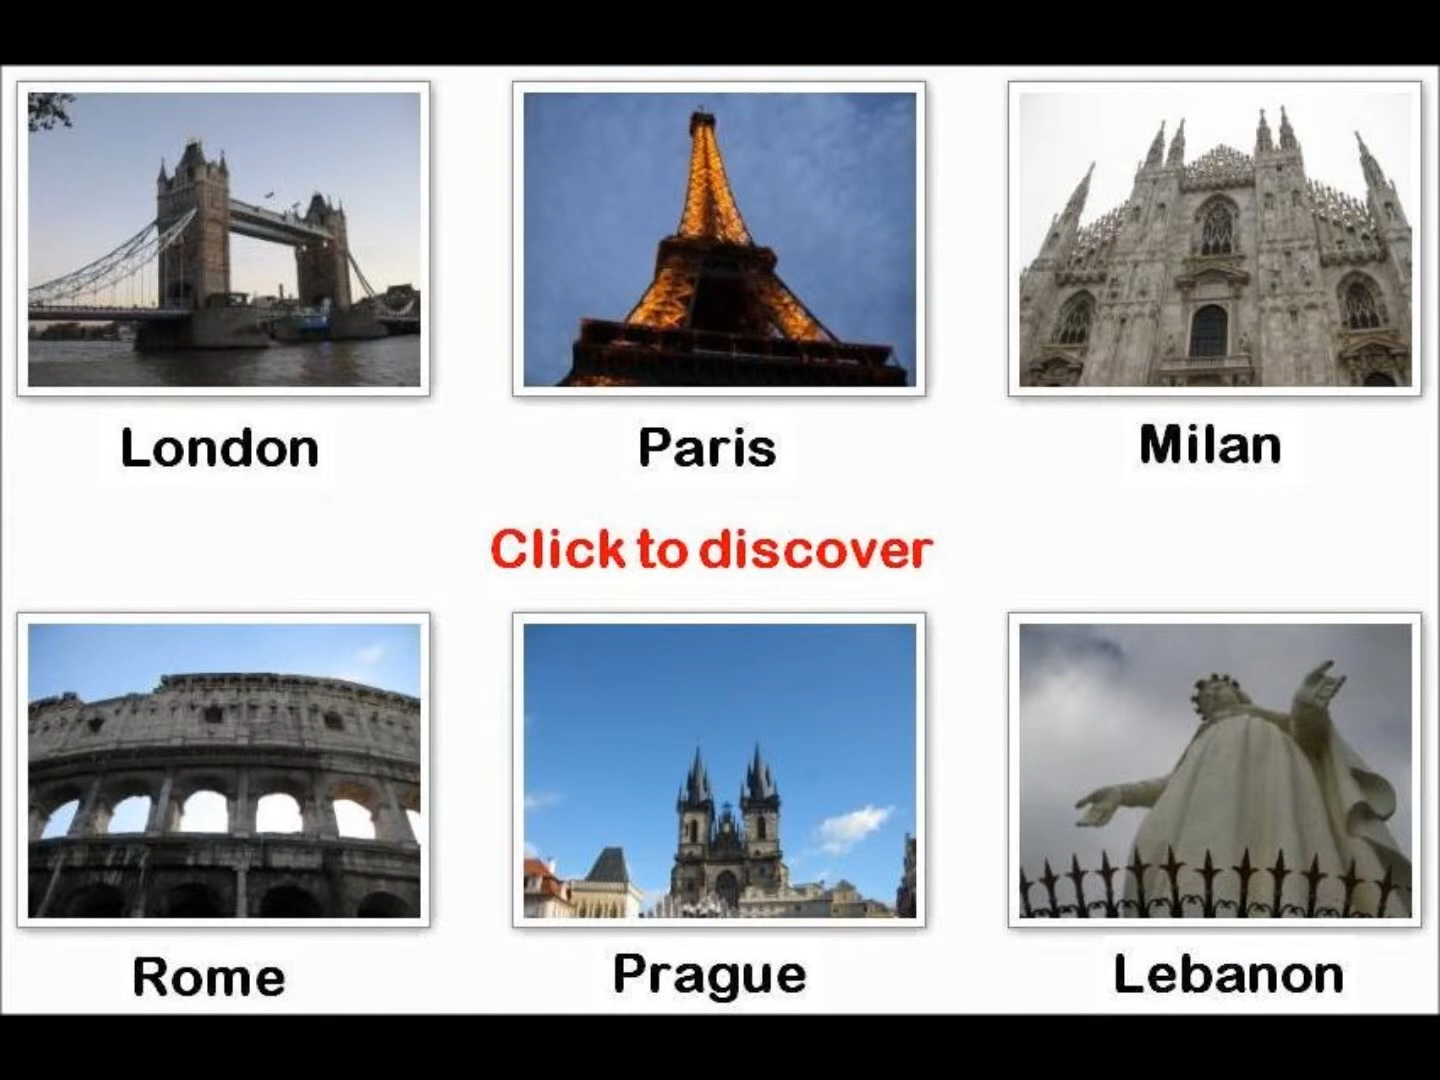 London
Paris
Milan
Click to discover
Rome
Prague
Lebanon